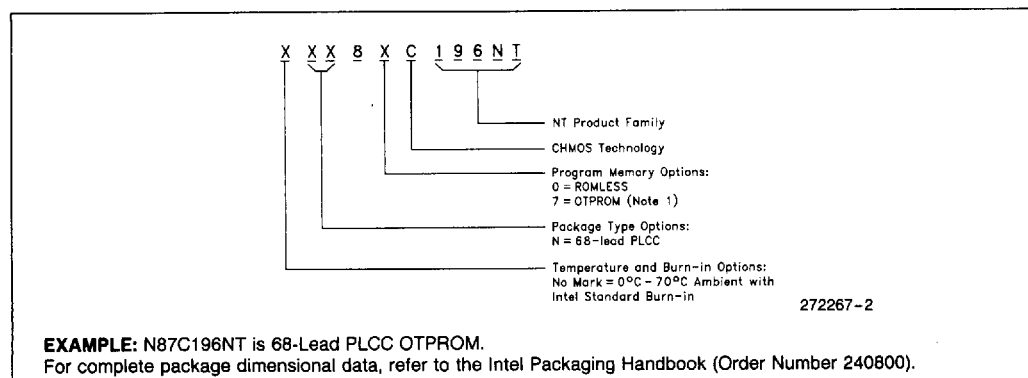 X XX 8 X C 196NT
NT Product Family
CHMOS Technology
Program Memory Options:
0 = ROMLESS
7 = OTPROM (Note 1)
Package Type Options:
N = 68-lead PLCC
Temperature and Burn-in Options:
No Mark = 0°C - 70°C Ambient with
Intel Standard Burn-in
272267-2
EXAMPLE: N87C196NT is 68-Lead PLCC OTPROM.
For complete package dimensional data, refer to the Intel Packaging Handbook (Order Number 240800).